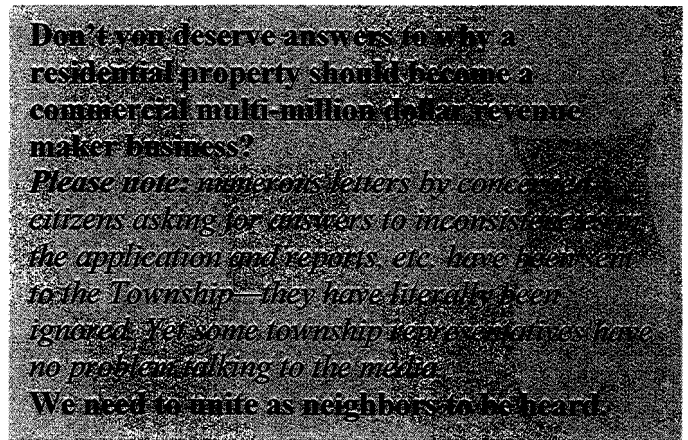 Don't you deserve answers to why a
residential property should become a
commercial multi-million dollar revenue
maker business?
Please note: numerous letters by concerned
citizens asking for answers to inconsistencies in
the application and reports, etc. have been sent
to the Township—they have literally been
ignored. Yet some township representatives have
no problem talking to the media.
We need to unite as neighbors to be heard.